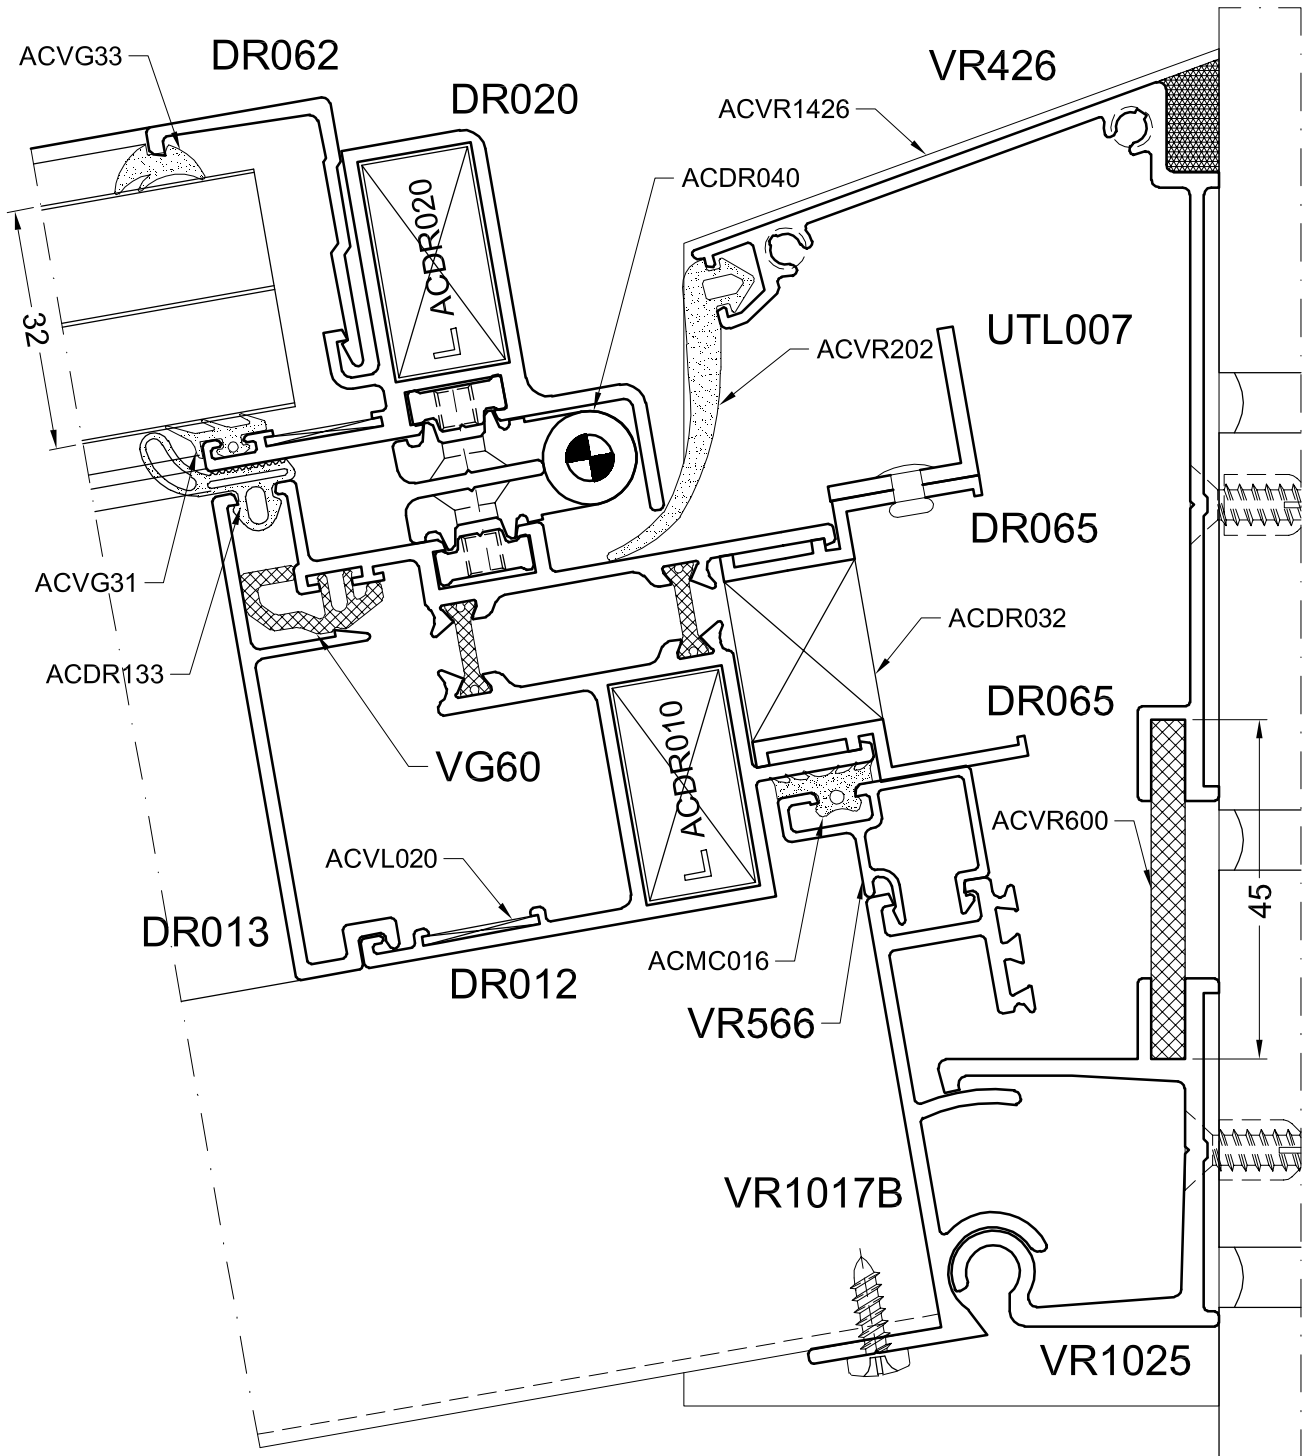 ACVG33
DR062
DR020
VR426
ACVR1426
ACDR040
ACDR020
32
UTL007
ACVR202
DR065
ACVG31
ACDR032
ACDR133
DR065
VG60
ACDR010
ACVR600
ACVL020
45
DR013
DR012
ACMC016
VR566
VR1017B
VR1025